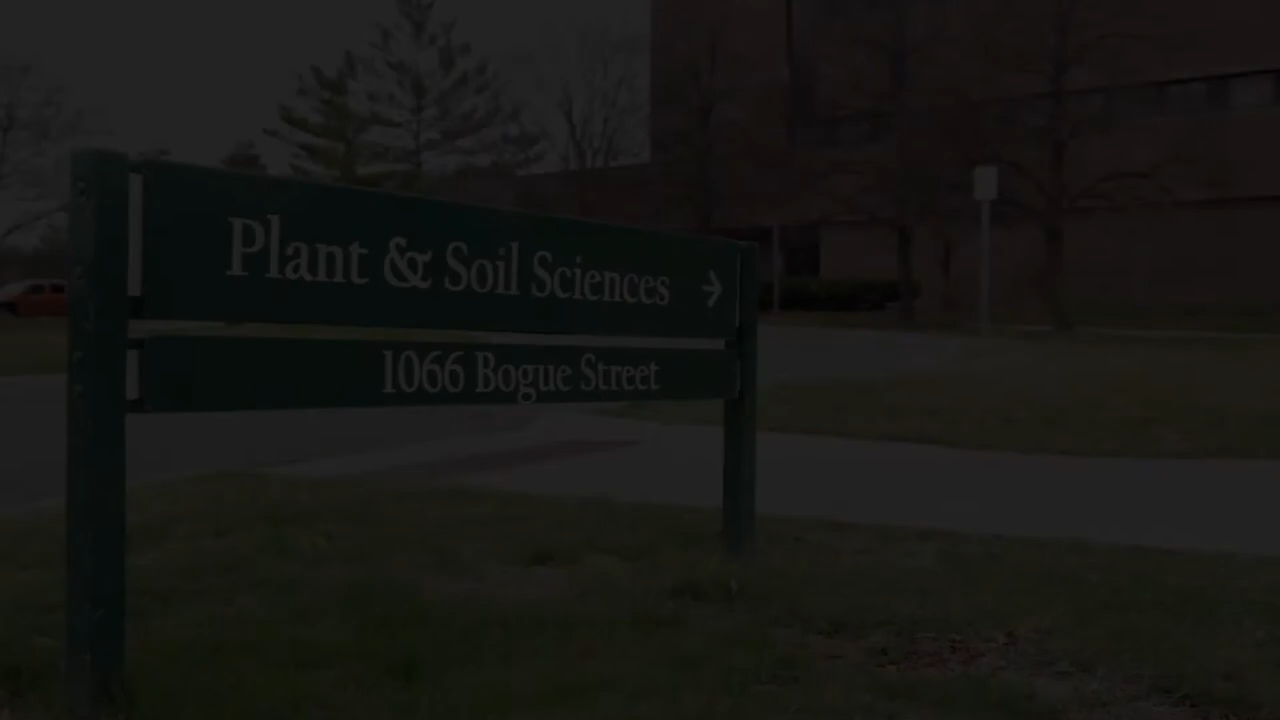 Plant & Soil Sciences →
1066 Bogue Street